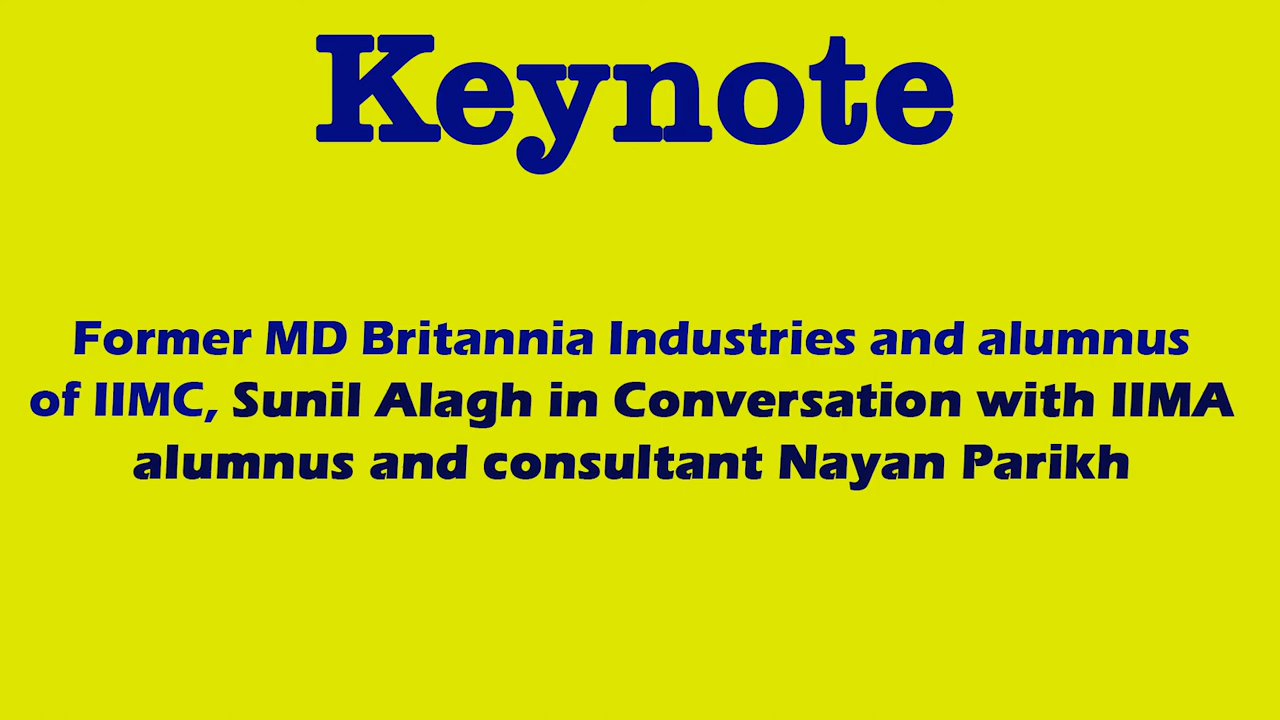 Keynote
Former MD Britannia Industries and alumnus
of IIMC, Sunil Alagh in Conversation with IIMA
alumnus and consultant Nayan Parikh